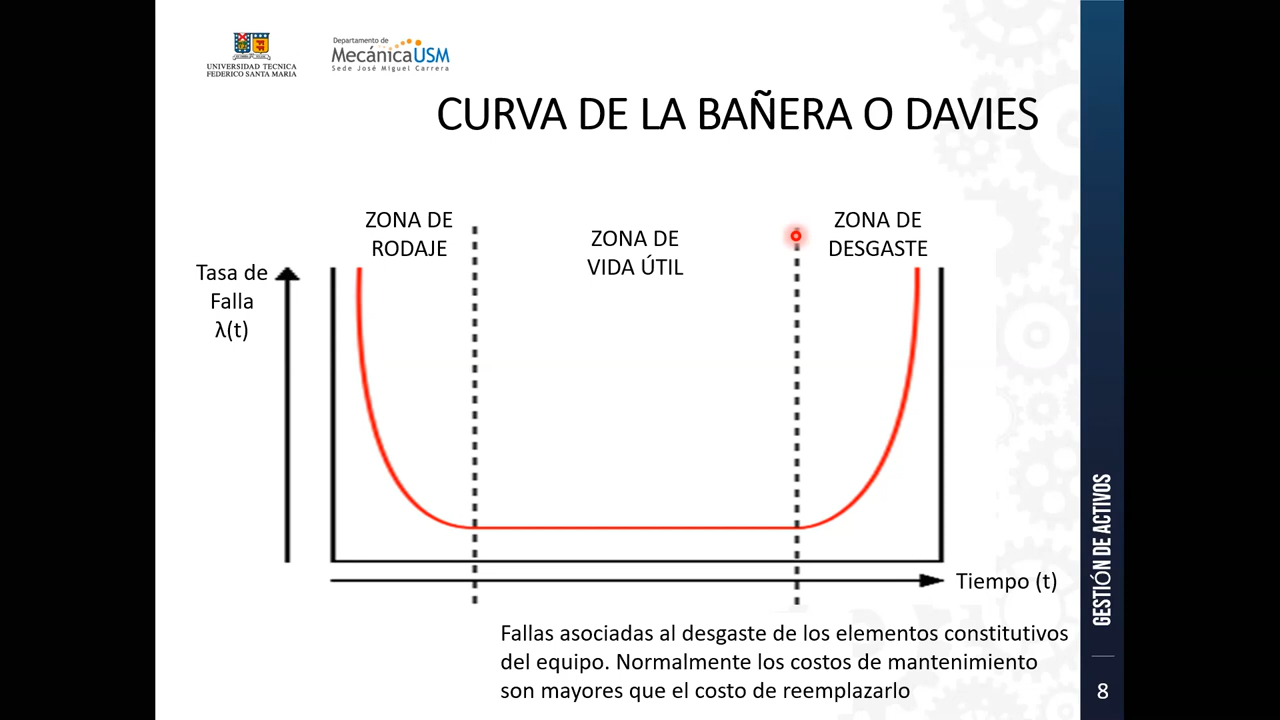 UNIVERSIDAD TECNICA
FEDERICO SANTA MARIA
Departamento de
MecánicaUSM
Sede José Miguel Carrera
CURVA DE LA BAÑERA O DAVIES
ZONA DE
RODAJE
ZONA DE
VIDA ÚTIL
ZONA DE
DESGASTE
Tasa de
Falla
λ(t)
Tiempo (t)
Fallas asociadas al desgaste de los elementos constitutivos
del equipo. Normalmente los costos de mantenimiento
son mayores que el costo de reemplazarlo
GESTIÓN DE ACTIVOS
8